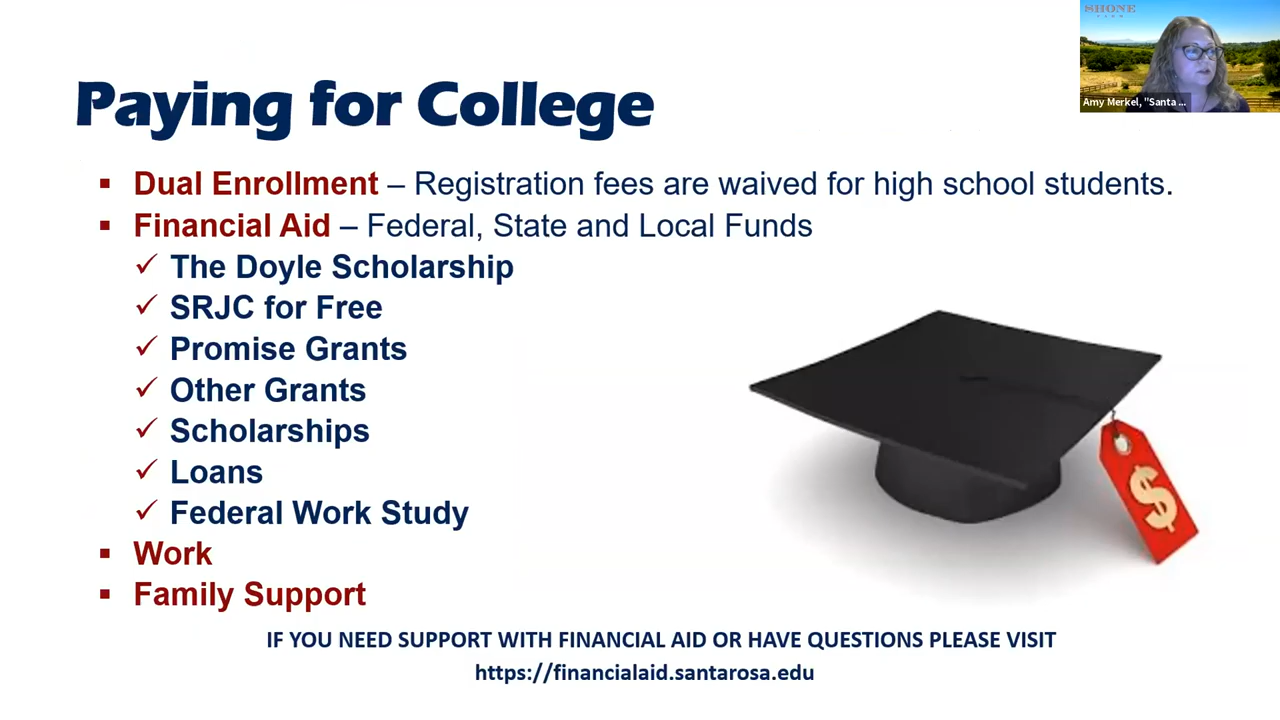 SHONE
FARM
Amy Merkel, "Santa ...
Paying for College
▪ Dual Enrollment – Registration fees are waived for high school students.
▪ Financial Aid – Federal, State and Local Funds
✓ The Doyle Scholarship
✓ SRJC for Free
✓ Promise Grants
✓ Other Grants
✓ Scholarships
✓ Loans
✓ Federal Work Study
▪ Work
▪ Family Support
$
IF YOU NEED SUPPORT WITH FINANCIAL AID OR HAVE QUESTIONS PLEASE VISIT
https://financialaid.santarosa.edu